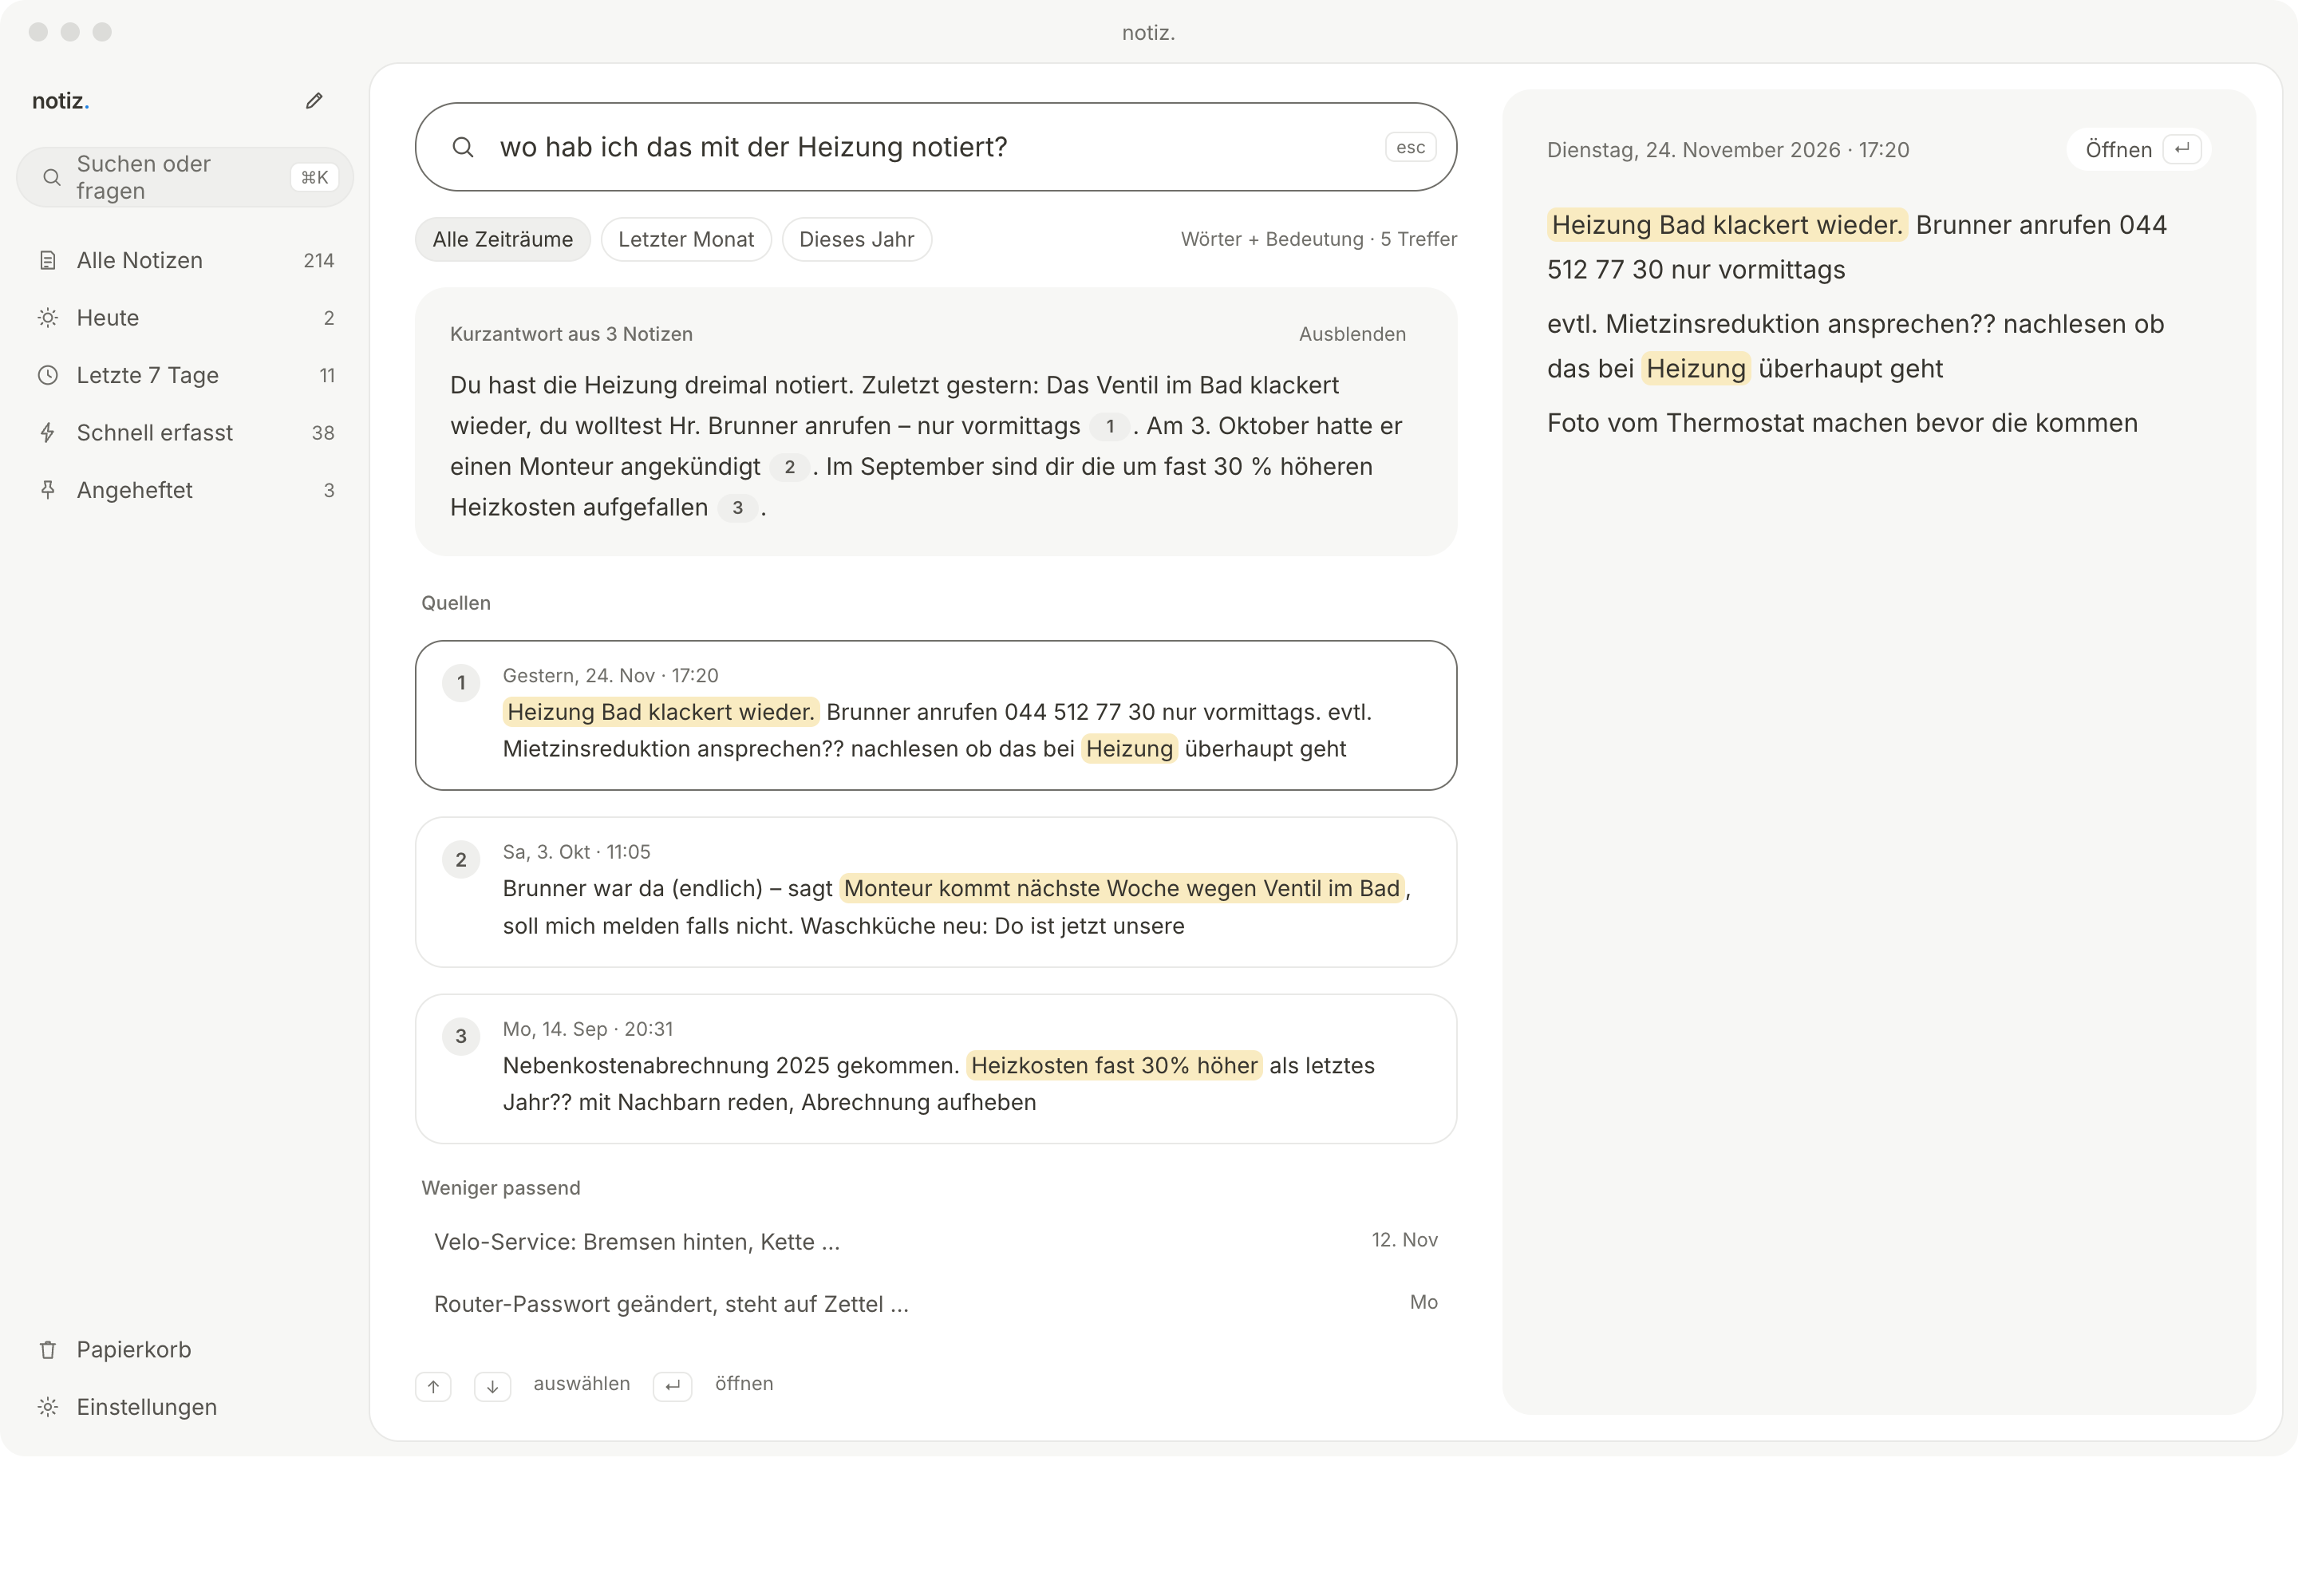 notiz.
notiz.
Suchen oder
fragen
⌘K
Alle Notizen 214
Heute 2
Letzte 7 Tage 11
Schnell erfasst 38
Angeheftet 3
Papierkorb
Einstellungen
wo hab ich das mit der Heizung notiert? esc
Alle Zeiträume Letzter Monat Dieses Jahr Wörter + Bedeutung · 5 Treffer
Kurzantwort aus 3 Notizen Ausblenden
Du hast die Heizung dreimal notiert. Zuletzt gestern: Das Ventil im Bad klackert
wieder, du wolltest Hr. Brunner anrufen – nur vormittags 1. Am 3. Oktober hatte er
einen Monteur angekündigt 2. Im September sind dir die um fast 30 % höheren
Heizkosten aufgefallen 3.
Quellen
1 Gestern, 24. Nov · 17:20
Heizung Bad klackert wieder. Brunner anrufen 044 512 77 30 nur vormittags. evtl.
Mietzinsreduktion ansprechen?? nachlesen ob das bei Heizung überhaupt geht
2 Sa, 3. Okt · 11:05
Brunner war da (endlich) – sagt Monteur kommt nächste Woche wegen Ventil im Bad,
soll mich melden falls nicht. Waschküche neu: Do ist jetzt unsere
3 Mo, 14. Sep · 20:31
Nebenkostenabrechnung 2025 gekommen. Heizkosten fast 30% höher als letztes
Jahr?? mit Nachbarn reden, Abrechnung aufheben
Weniger passend
Velo-Service: Bremsen hinten, Kette ... 12. Nov
Router-Passwort geändert, steht auf Zettel ... Mo
↑ ↓ auswählen ↵ öffnen
Dienstag, 24. November 2026 · 17:20 Öffnen ↵
Heizung Bad klackert wieder. Brunner anrufen 044
512 77 30 nur vormittags
evtl. Mietzinsreduktion ansprechen?? nachlesen ob
das bei Heizung überhaupt geht
Foto vom Thermostat machen bevor die kommen